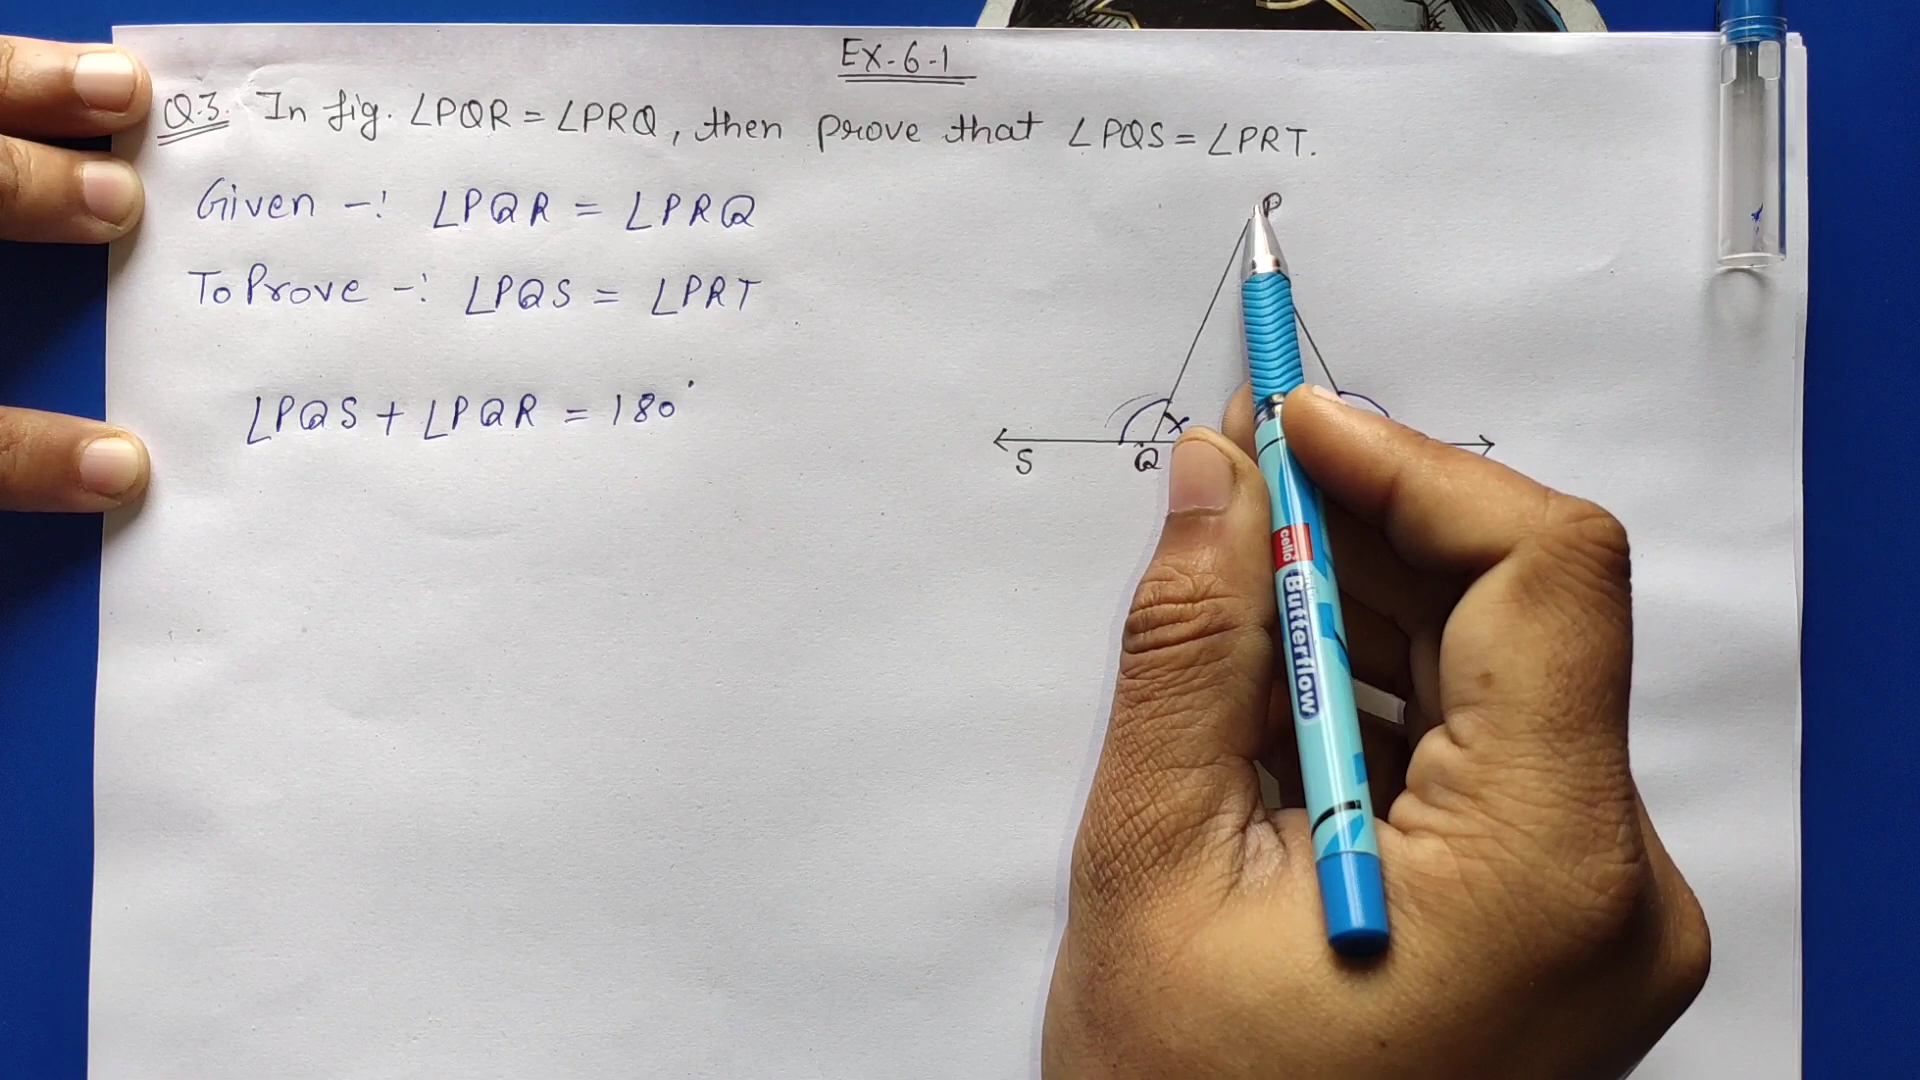 EX-6.1
Q.3. In fig. ∠PQR = ∠PRQ, then prove that ∠PQS = ∠PRT.
Given -: ∠PQR = ∠PRQ
To Prove -: ∠PQS = ∠PRT
∠PQS + ∠PQR = 180°
P
x
S
Q
cello
Butterflow